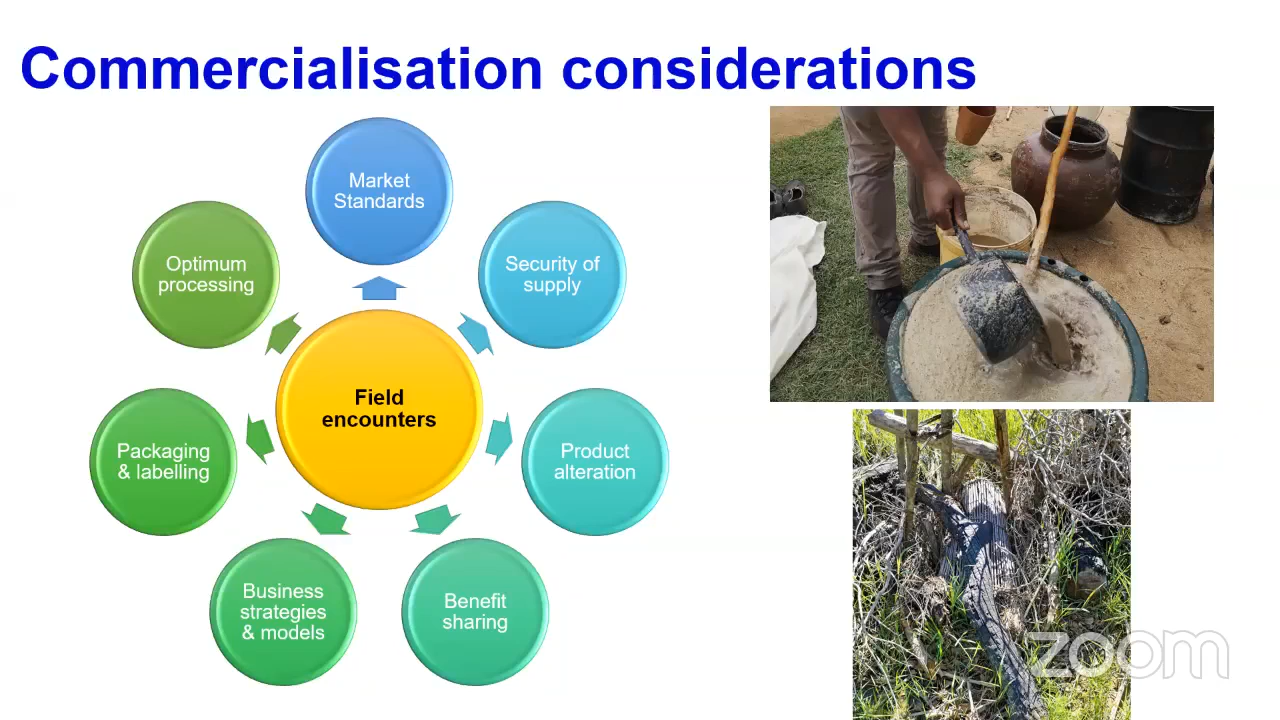 Commercialisation considerations
Market
Standards
Security of
supply
Product
alteration
Benefit
sharing
Business
strategies
& models
Packaging
& labelling
Optimum
processing
Field
encounters
zoom